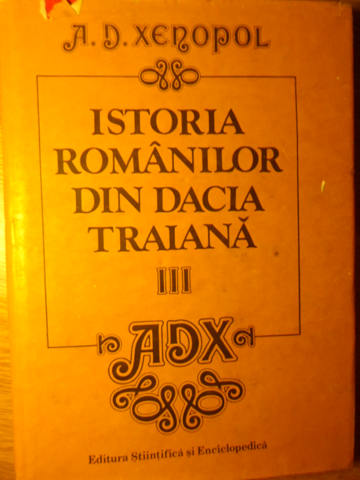 A. D. XENOPOL
ISTORIA
ROMÂNILOR
DIN DACIA
TRAIANĂ
III
ADX
Editura Științifică și Enciclopedică